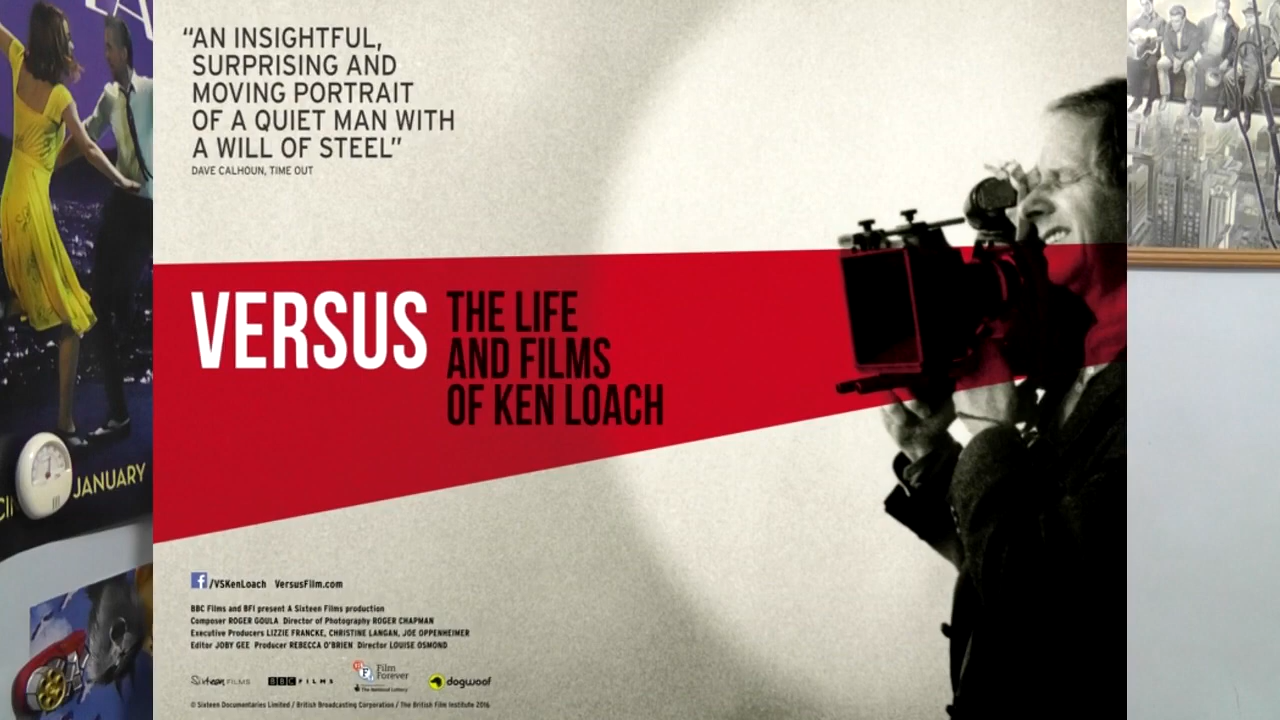 “AN INSIGHTFUL,
SURPRISING AND
MOVING PORTRAIT
OF A QUIET MAN WITH
A WILL OF STEEL”
DAVE CALHOUN, TIME OUT
VERSUS
THE LIFE
AND FILMS
OF KEN LOACH
JANUARY
/VSKenLoach VersusFilm.com
BBC Films and BFI present A Sixteen Films production
Composer ROGER GOULA Director of Photography ROGER CHAPMAN
Executive Producers LIZZIE FRANCKE, CHRISTINE LANGAN, JOE OPPENHEIMER
Editor JOBY GEE Producer REBECCA O'BRIEN Director LOUISE OSMOND
Sixteen FILMS
BBC FILMS
Film
Forever
The National Lottery
dogwoof
© Sixteen Documentaries Limited / British Broadcasting Corporation / The British Film Institute 2016